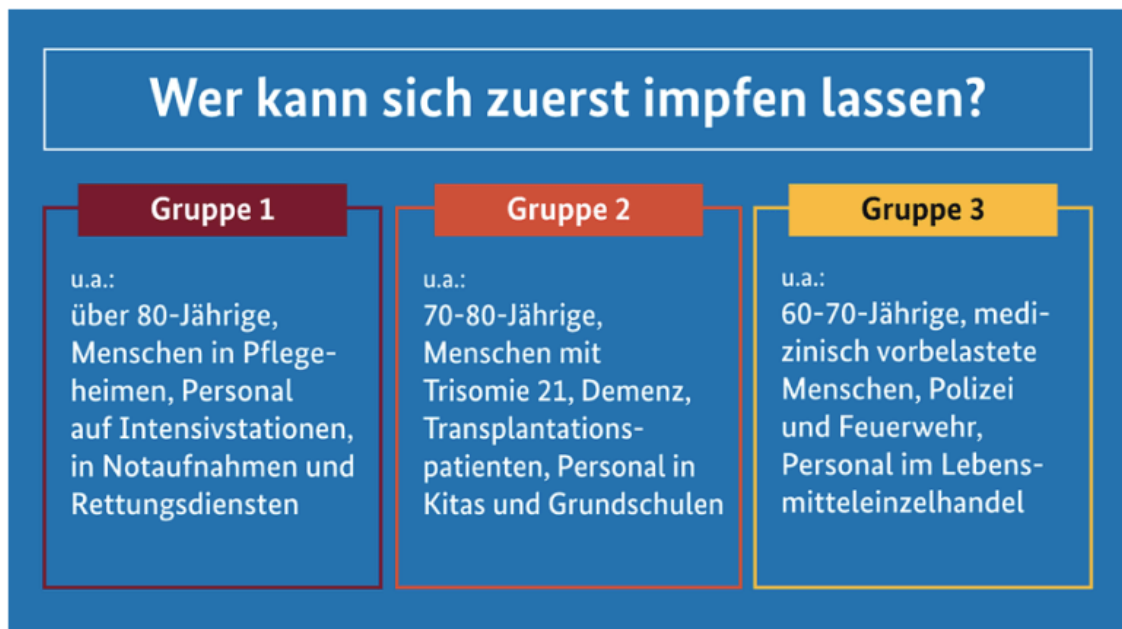 Wer kann sich zuerst impfen lassen?
Gruppe 1
u.a.:
über 80-Jährige,
Menschen in Pflege-
heimen, Personal
auf Intensivstationen,
in Notaufnahmen und
Rettungsdiensten
Gruppe 2
u.a.:
70-80-Jährige,
Menschen mit
Trisomie 21, Demenz,
Transplantations-
patienten, Personal in
Kitas und Grundschulen
Gruppe 3
u.a.:
60-70-Jährige, medi-
zinisch vorbelastete
Menschen, Polizei
und Feuerwehr,
Personal im Lebens-
mitteleinzelhandel